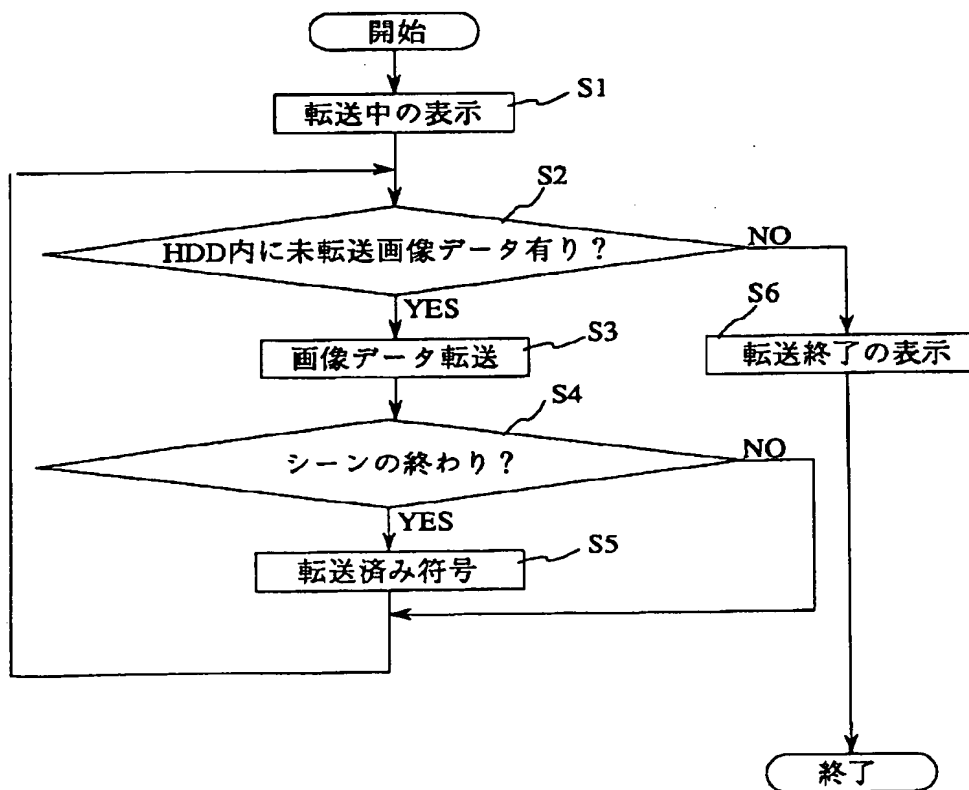 開始
S1
転送中の表示
S2
HDD内に未転送画像データ有り?
NO
YES
S6
S3
画像データ転送
転送終了の表示
S4
シーンの終わり?
NO
YES
S5
転送済み符号
終了